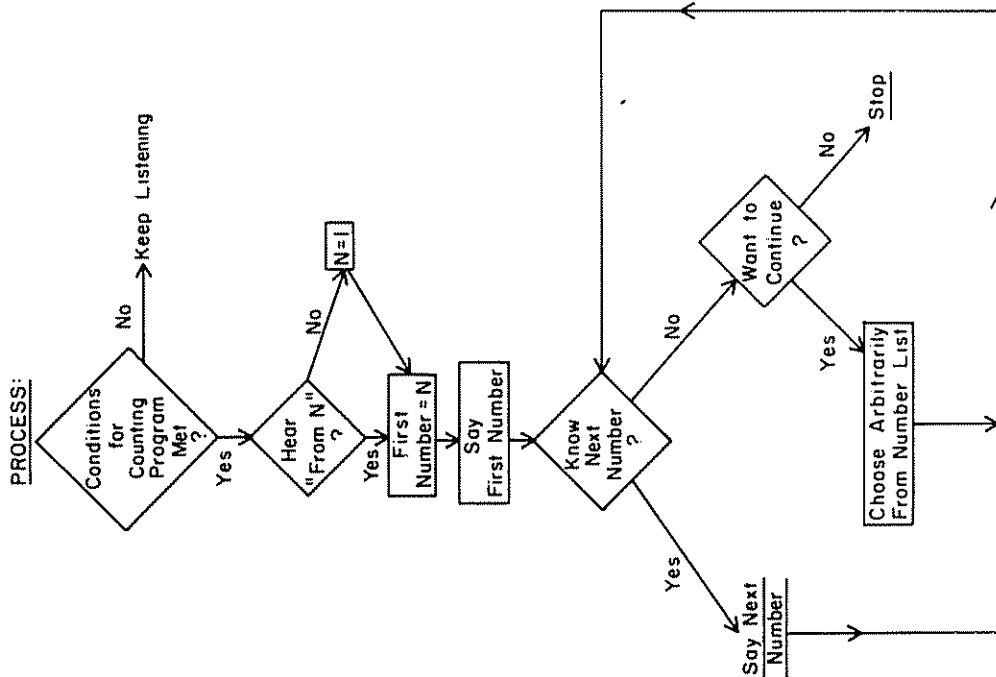 PROCESS:
Conditions
for
Counting
Program
Met
?
No
Keep Listening
Yes
Hear
"From N"
?
No
N=1
Yes
First
Number = N
Say
First Number
Know
Next
Number
?
Yes
No
Say Next
Number
Want to
Continue
?
No
Stop
Yes
Choose Arbitrarily
From Number List